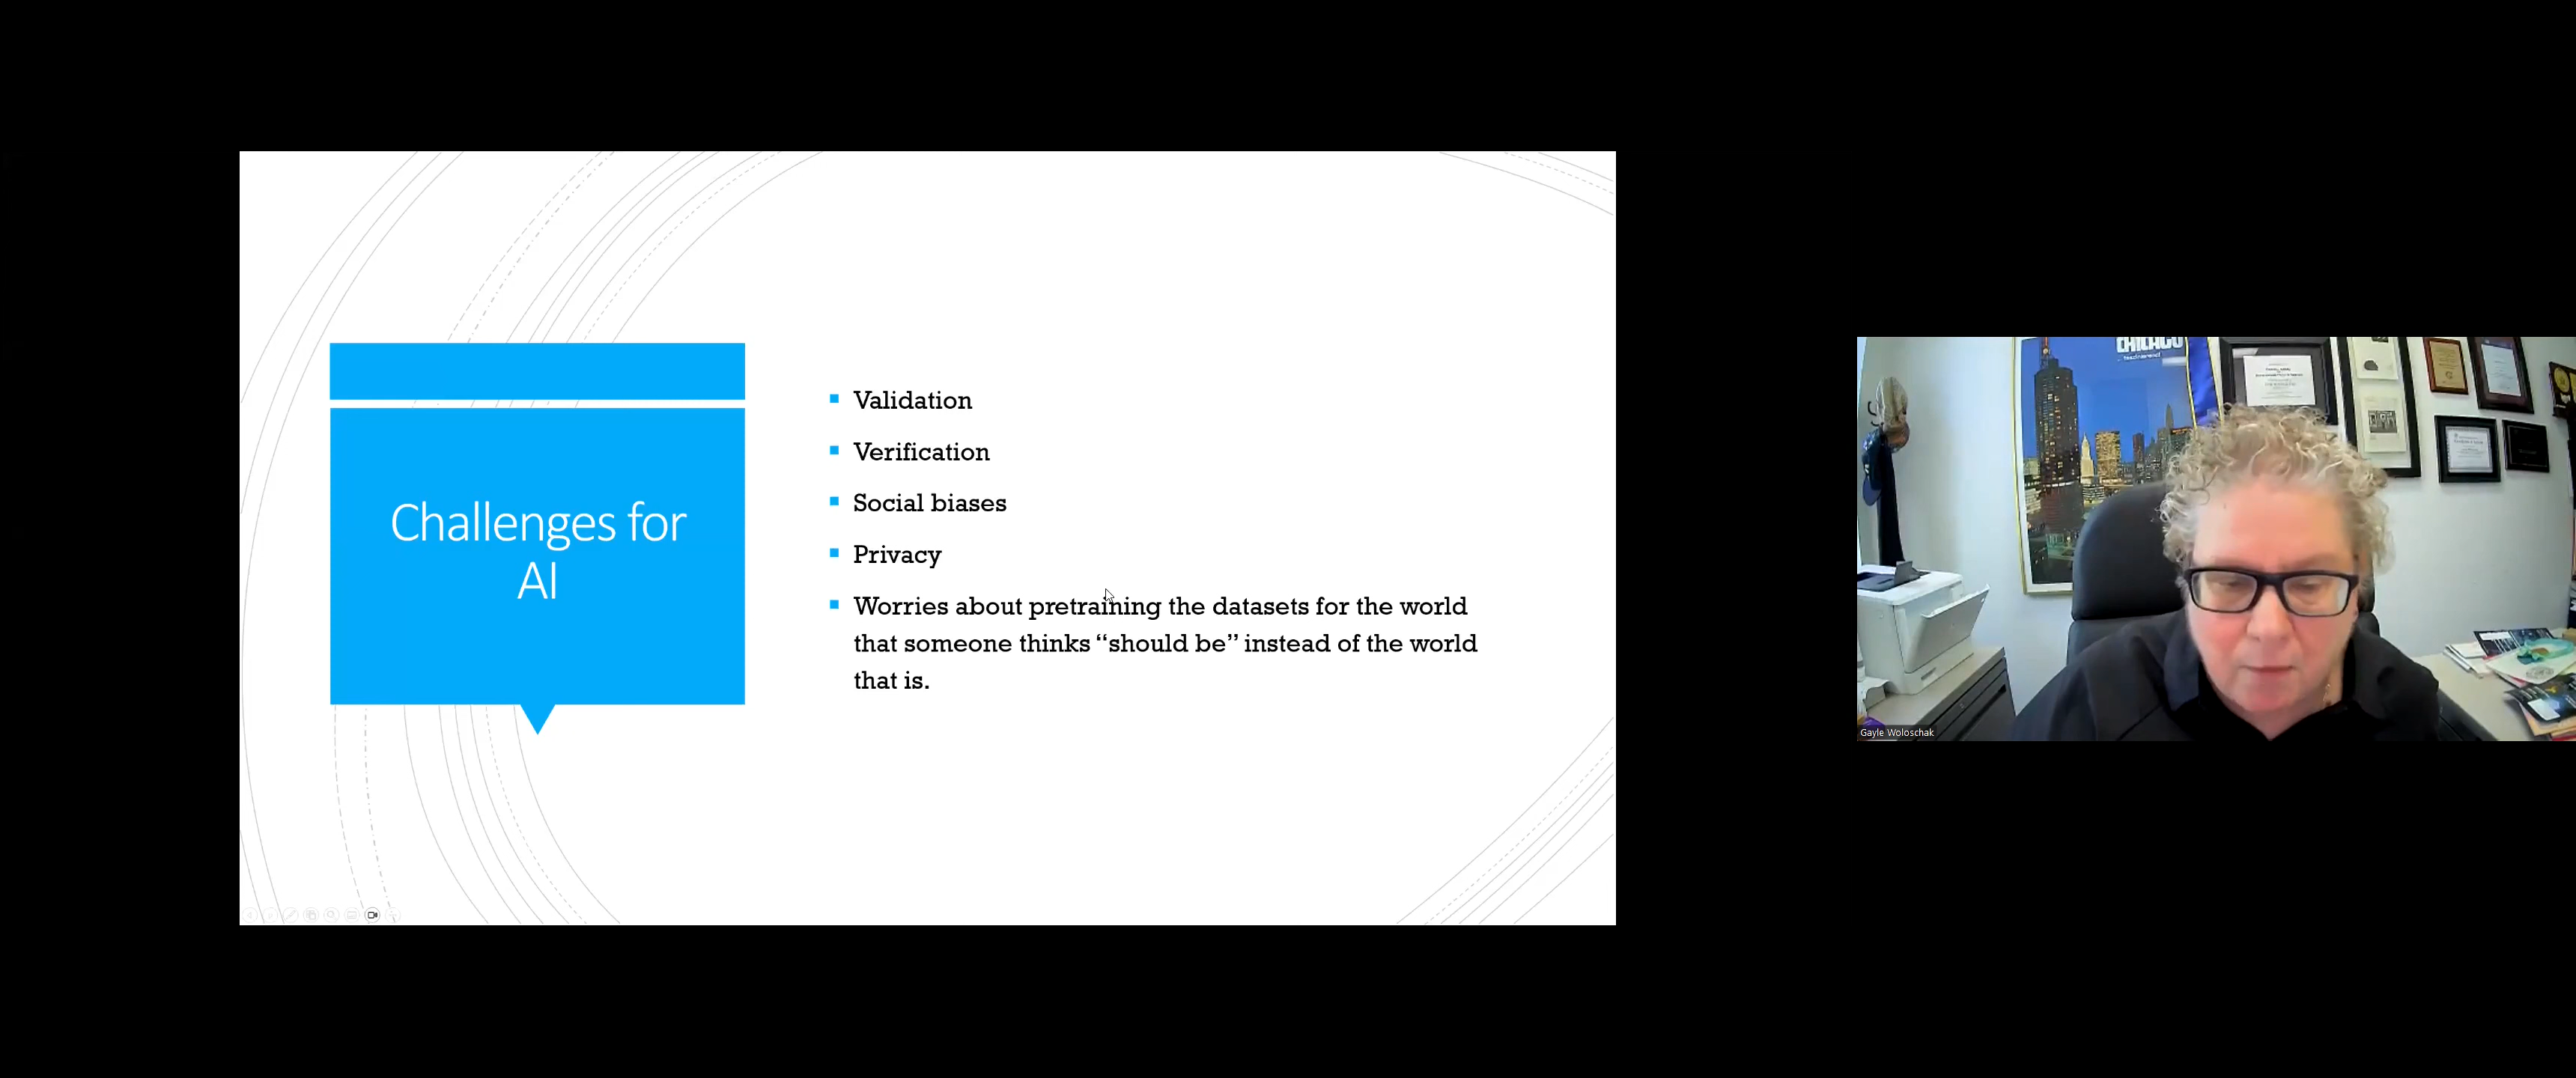 Challenges for
AI
Validation
Verification
Social biases
Privacy
Worries about pretraining the datasets for the world
that someone thinks “should be” instead of the world
that is.
CHICAGO
Gayle Woloschak